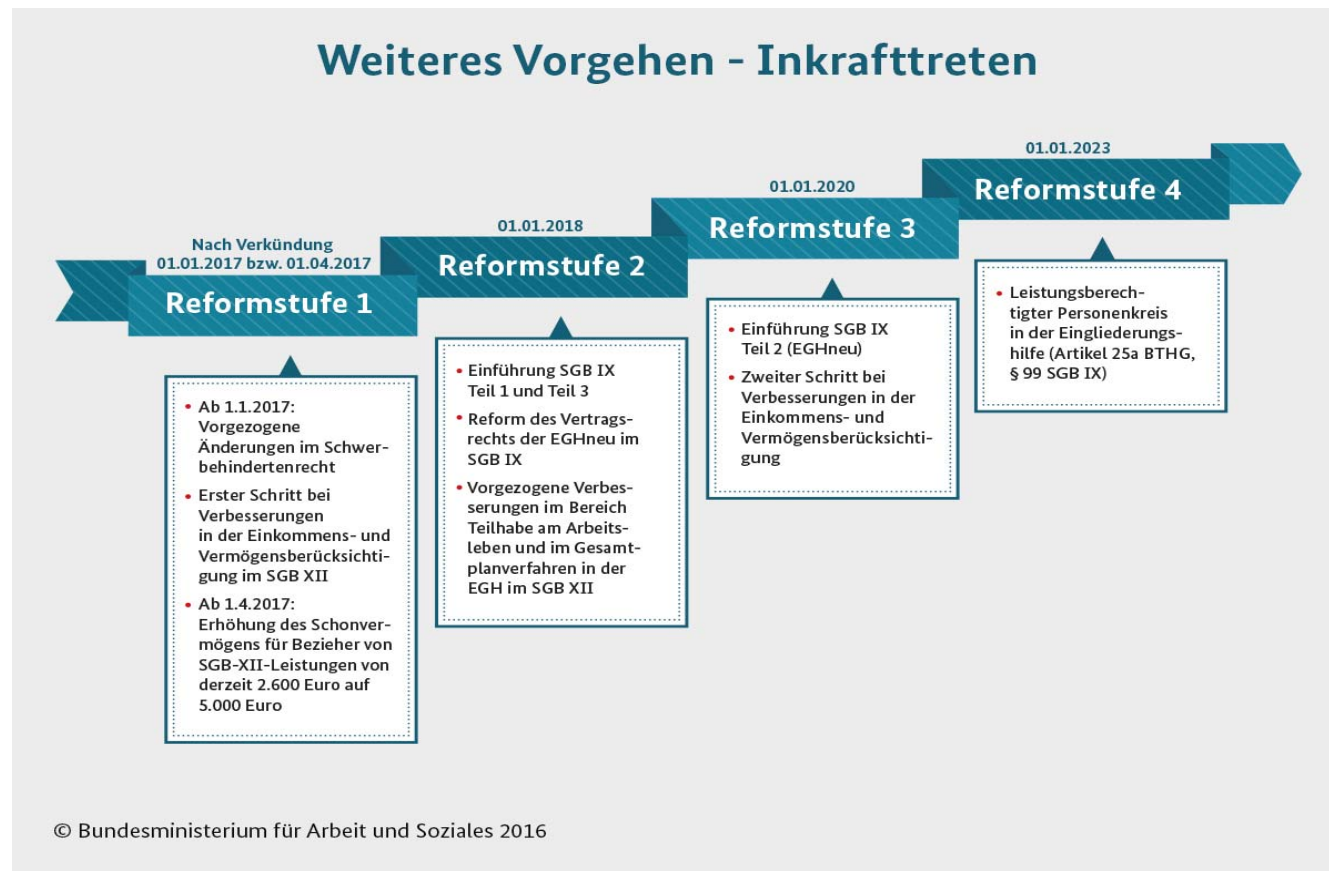 Weiteres Vorgehen - Inkrafttreten
Nach Verkündung
01.01.2017 bzw. 01.04.2017
Reformstufe 1
• Ab 1.1.2017:
Vorgezogene
Änderungen im Schwer-
behindertenrecht
• Erster Schritt bei
Verbesserungen
in der Einkommens- und
Vermögensberücksichti-
gung im SGB XII
• Ab 1.4.2017:
Erhöhung des Schonver-
mögens für Bezieher von
SGB-XII-Leistungen von
derzeit 2.600 Euro auf
5.000 Euro
01.01.2018
Reformstufe 2
• Einführung SGB IX
Teil 1 und Teil 3
• Reform des Vertrags-
rechts der EGHneu im
SGB IX
• Vorgezogene Verbes-
serungen im Bereich
Teilhabe am Arbeits-
leben und im Gesamt-
planverfahren in der
EGH im SGB XII
01.01.2020
Reformstufe 3
• Einführung SGB IX
Teil 2 (EGHneu)
• Zweiter Schritt bei
Verbesserungen in der
Einkommens- und
Vermögensberücksichti-
gung
01.01.2023
Reformstufe 4
• Leistungsberech-
tigter Personenkreis
in der Eingliederungs-
hilfe (Artikel 25a BTHG,
§ 99 SGB IX)
© Bundesministerium für Arbeit und Soziales 2016